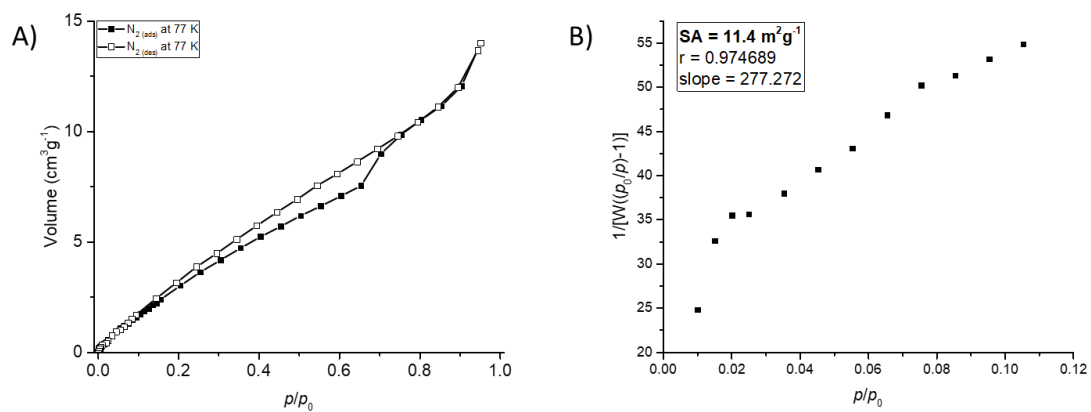 A)
N2 (ads) at 77 K
N2 (des) at 77 K
15
10
5
0
Volume (cm³g⁻¹)
0.0 0.2 0.4 0.6 0.8 1.0
p/p₀
B)
SA = 11.4 m²g⁻¹
r = 0.974689
slope = 277.272
55
50
45
40
35
30
25
20
1/[W((p₀/p)-1)]
0.00 0.02 0.04 0.06 0.08 0.10 0.12
p/p₀